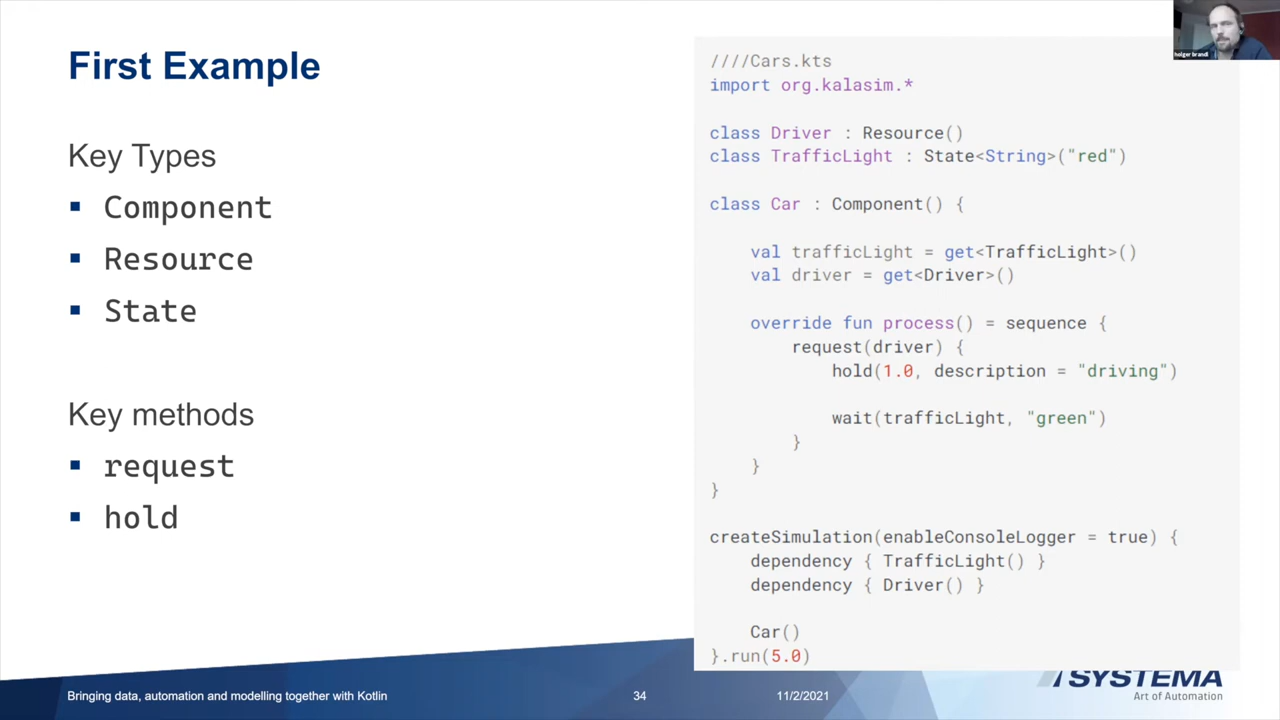 First Example
Key Types
▪ Component
▪ Resource
▪ State
Key methods
▪ request
▪ hold
////Cars.kts
import org.kalasim.*
class Driver : Resource()
class TrafficLight : State<String>("red")
class Car : Component() {
val trafficLight = get<TrafficLight>()
val driver = get<Driver>()
override fun process() = sequence {
request(driver) {
hold(1.0, description = "driving")
wait(trafficLight, "green")
}
}
}
createSimulation(enableConsoleLogger = true) {
dependency { TrafficLight() }
dependency { Driver() }
Car()
}.run(5.0)
holger brandl
Bringing data, automation and modelling together with Kotlin
34
11/2/2021
SYSTEMA
Art of Automation